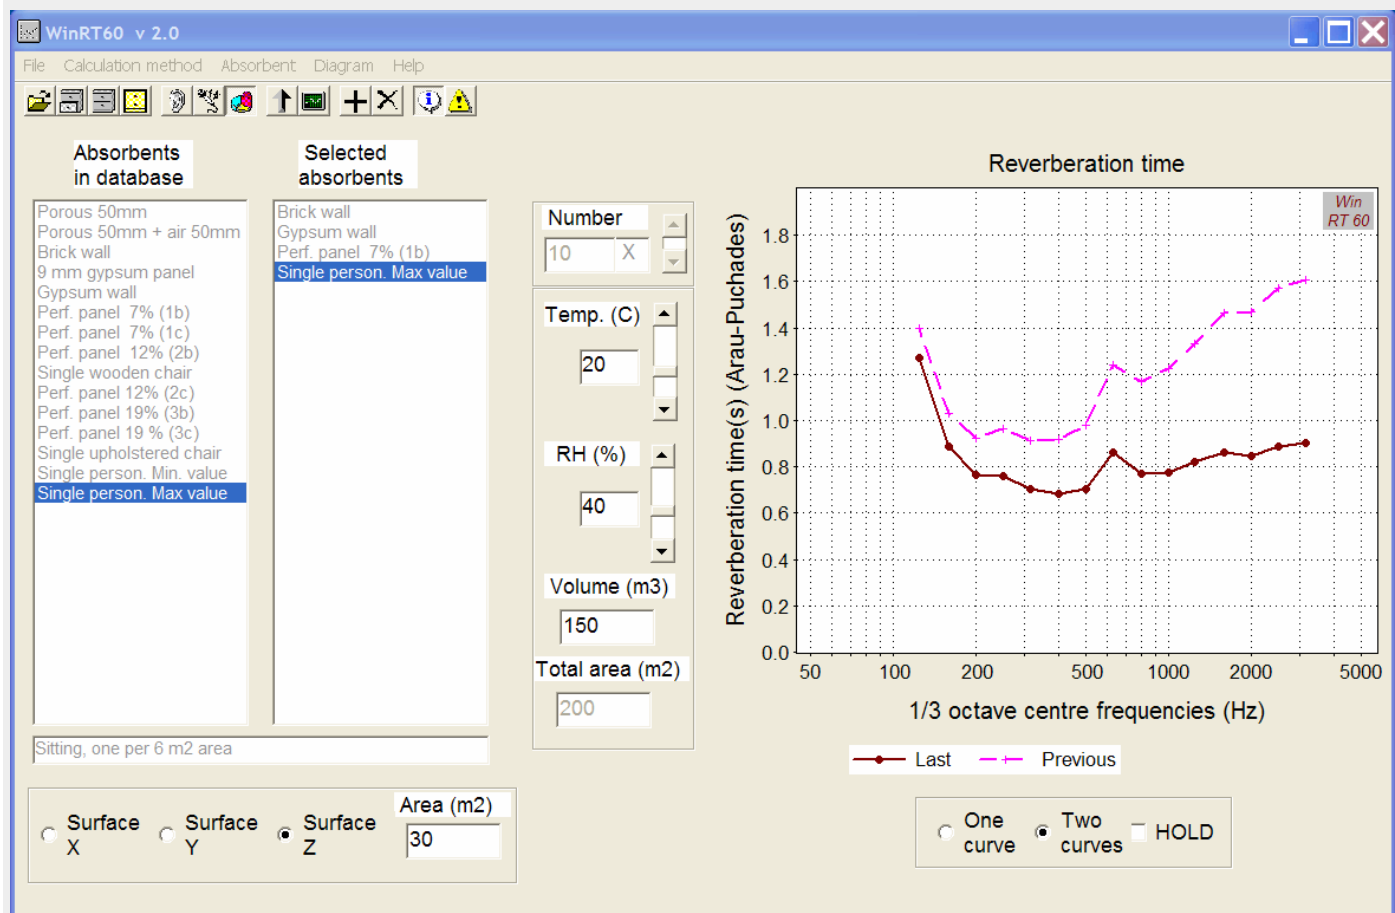 WinRT60 v 2.0
File Calculation method Absorbent Diagram Help
Absorbents
in database
Porous 50mm
Porous 50mm + air 50mm
Brick wall
9 mm gypsum panel
Gypsum wall
Perf. panel 7% (1b)
Perf. panel 7% (1c)
Perf. panel 12% (2b)
Single wooden chair
Perf. panel 12% (2c)
Perf. panel 19% (3b)
Perf. panel 19 % (3c)
Single upholstered chair
Single person. Min. value
Single person. Max value
Selected
absorbents
Brick wall
Gypsum wall
Perf. panel 7% (1b)
Single person. Max value
Sitting, one per 6 m2 area
Surface
X
Surface
Y
Surface
Z
Area (m2)
30
Number
10 X
Temp. (C)
20
RH (%)
40
Volume (m3)
150
Total area (m2)
200
Reverberation time
Win
RT 60
Reverberation time(s) (Arau-Puchades)
1.8
1.6
1.4
1.2
1.0
0.8
0.6
0.4
0.2
0.0
50 100 200 500 1000 2000 5000
1/3 octave centre frequencies (Hz)
Last Previous
One
curve
Two
curves
HOLD